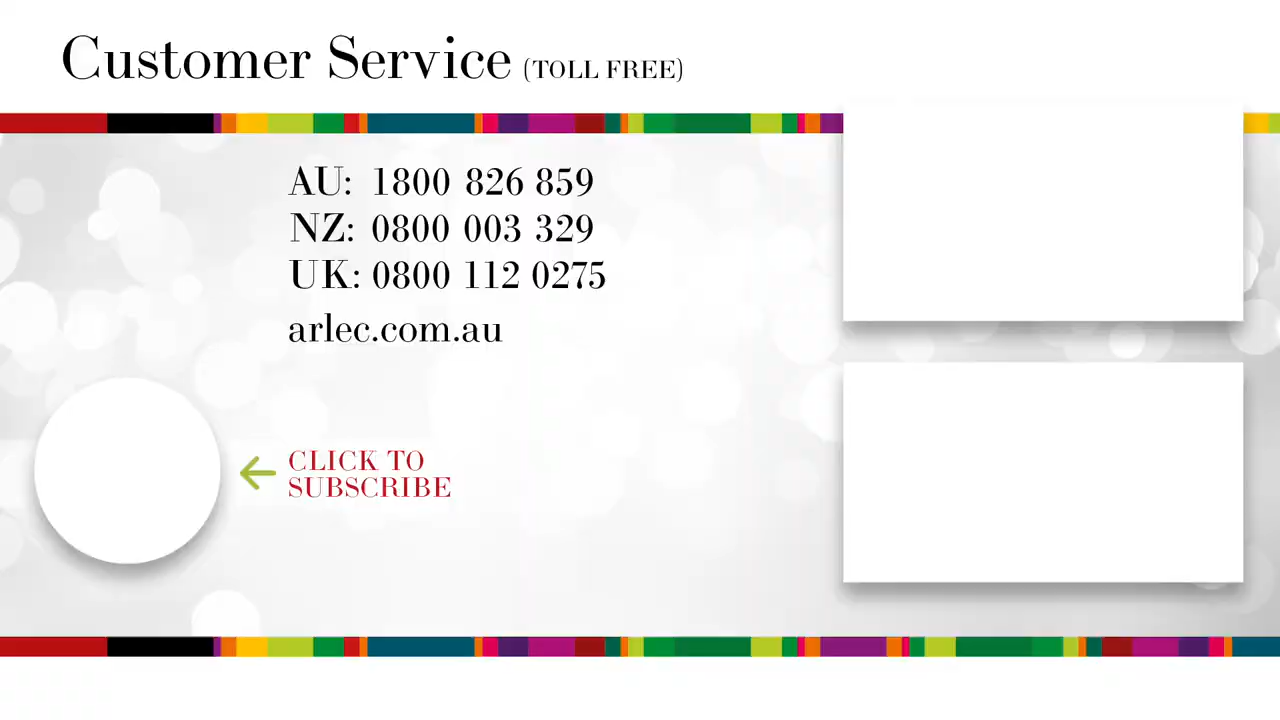 Customer Service (TOLL FREE)
AU: 1800 826 859
NZ: 0800 003 329
UK: 0800 112 0275
arlec.com.au
CLICK TO
SUBSCRIBE